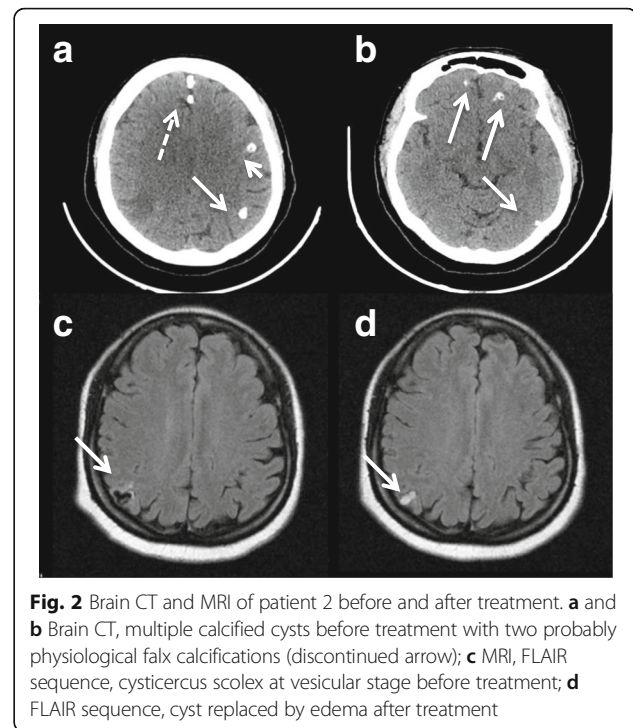 a
b
c
d
Fig. 2 Brain CT and MRI of patient 2 before and after treatment. a and
b Brain CT, multiple calcified cysts before treatment with two probably
physiological falx calcifications (discontinued arrow); c MRI, FLAIR
sequence, cysticercus scolex at vesicular stage before treatment; d
FLAIR sequence, cyst replaced by edema after treatment